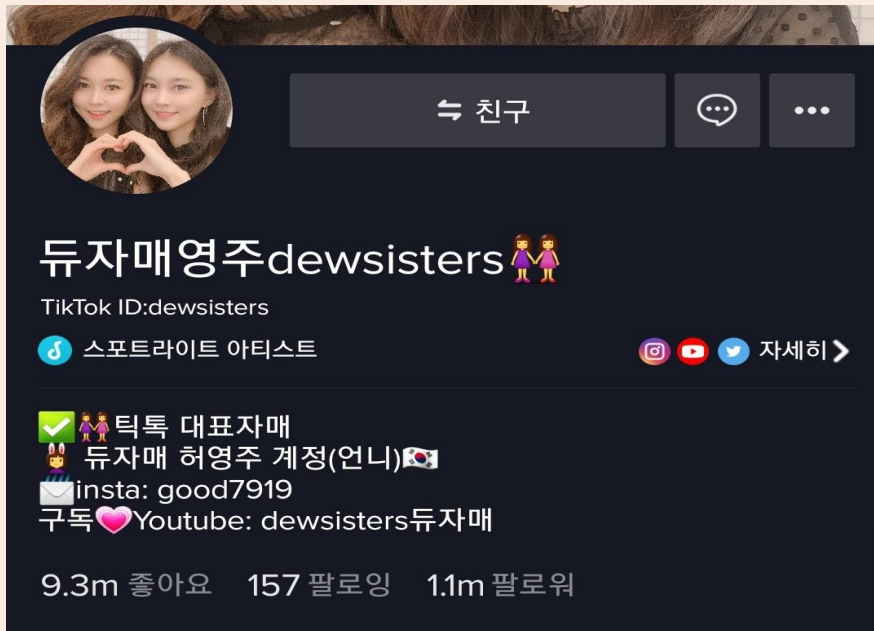 친구
듀자매영주dewsisters👭
TikTok ID:dewsisters
스포트라이트 아티스트
자세히
✅👭틱톡 대표자매
👯 듀자매 허영주 계정(언니)🇰🇷
📨insta: good7919
구독💗Youtube: dewsisters듀자매
9.3m 좋아요 157 팔로잉 1.1m 팔로워